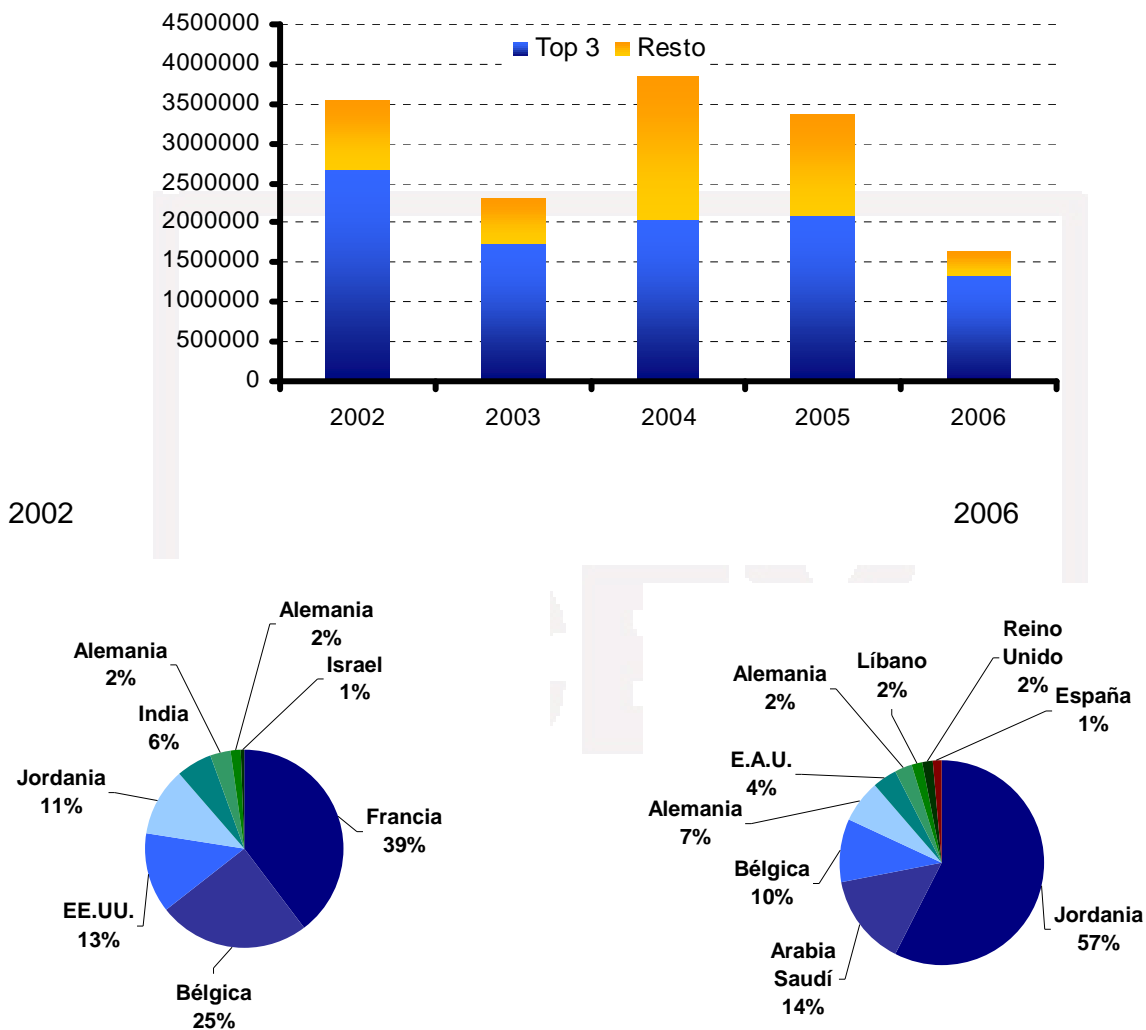 4500000
4000000
3500000
3000000
2500000
2000000
1500000
1000000
500000
0
Top 3 Resto
2002 2003 2004 2005 2006
2002
2006
Alemania
2%
Alemania
2%
Israel
1%
India
6%
Jordania
11%
Francia
39%
EE.UU.
13%
Bélgica
25%
Reino
Unido
2%
Líbano
2%
Alemania
2%
España
1%
E.A.U.
4%
Alemania
7%
Bélgica
10%
Jordania
57%
Arabia
Saudí
14%